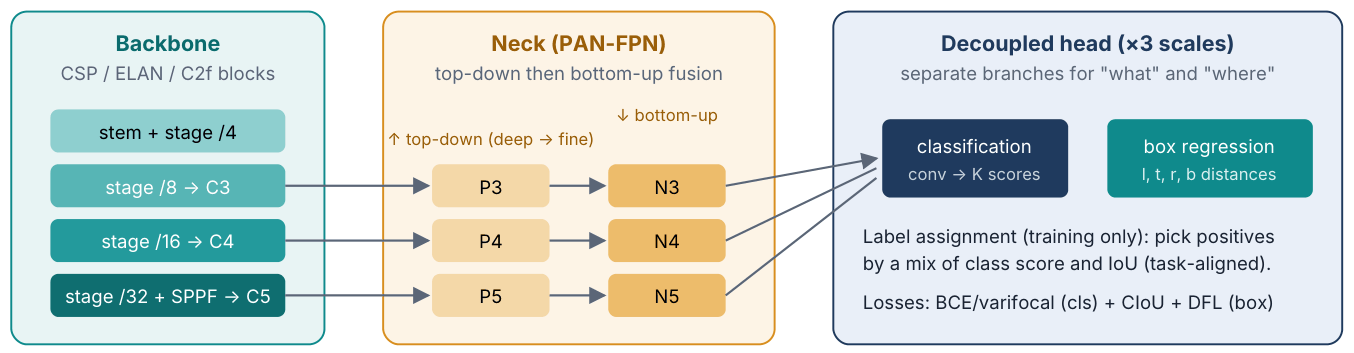 Backbone
CSP / ELAN / C2f blocks
stem + stage /4
stage /8 → C3
stage /16 → C4
stage /32 + SPPF → C5
Neck (PAN-FPN)
top-down then bottom-up fusion
↓ bottom-up
↑ top-down (deep → fine)
P3
N3
P4
N4
P5
N5
Decoupled head (×3 scales)
separate branches for "what" and "where"
classification
conv → K scores
box regression
l, t, r, b distances
Label assignment (training only): pick positives
by a mix of class score and IoU (task-aligned).
Losses: BCE/varifocal (cls) + CIoU + DFL (box)